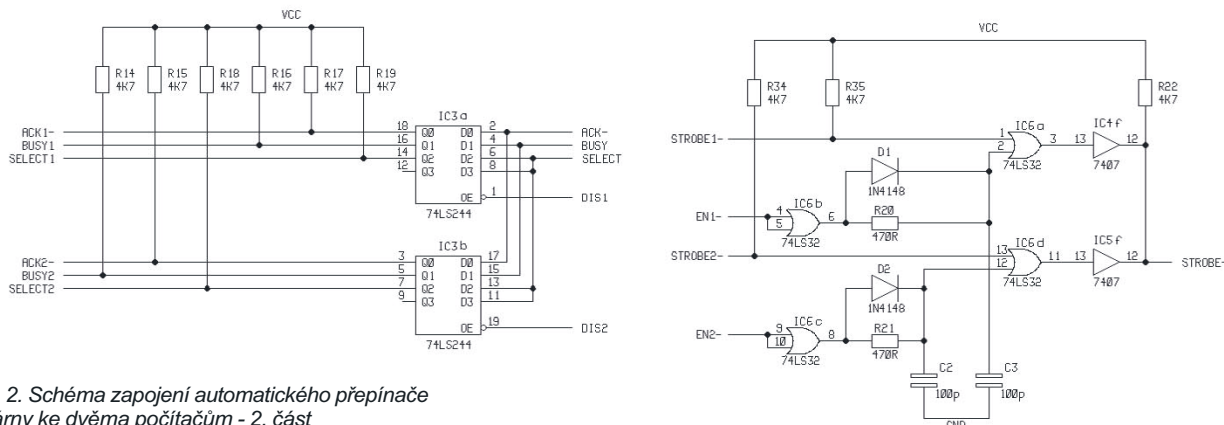 VCC
R14 4K7
R15 4K7
R18 4K7
R16 4K7
R17 4K7
R19 4K7
IC3a
ACK1-
BUSY1
SELECT1
18 Q0 D0 2
16 Q1 D1 4
14 Q2 D2 6
12 Q3 D3 8
OE 1
ACK-
BUSY
SELECT
DIS1
74LS244
IC3b
ACK2-
BUSY2
SELECT2
3 Q0 D0 17
5 Q1 D1 15
7 Q2 D2 13
9 Q3 D3 11
OE 19
DIS2
74LS244
2. Schéma zapojení automatického přepínače
ke dvěma počítačům - 2. část
VCC
R34 4K7
R35 4K7
R22 4K7
STROBE1-
1
2
IC6a
3
74LS32
13
IC4f
12
7407
D1
1N4148
EN1-
4
5
IC6b
6
74LS32
R20
470R
STROBE2-
13
12
IC6d
11
74LS32
13
IC5f
12
7407
STROBE-
D2
1N4148
EN2-
9
10
IC6c
8
74LS32
R21
470R
C2
100p
C3
100p
GND